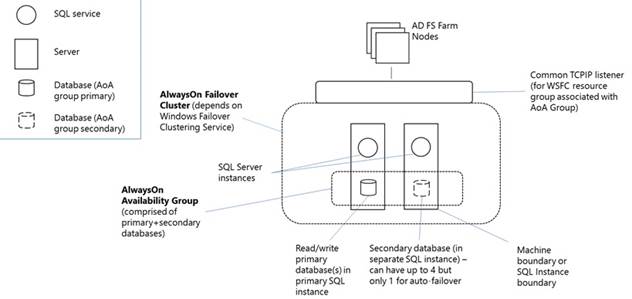 SQL service
Server
Database (AoA
group primary)
Database (AoA
group secondary)
AD FS Farm
Nodes
Common TCPIP listener
(for WSFC resource
group associated with
AoA Group)
AlwaysOn Failover
Cluster (depends on
Windows Failover
Clustering Service)
SQL Server
instances
AlwaysOn
Availability Group
(comprised of
primary+secondary
databases)
Read/write
primary
database(s) in
primary SQL
instance
Secondary database (in
separate SQL instance) –
can have up to 4 but
only 1 for auto-failover
Machine
boundary or
SQL Instance
boundary